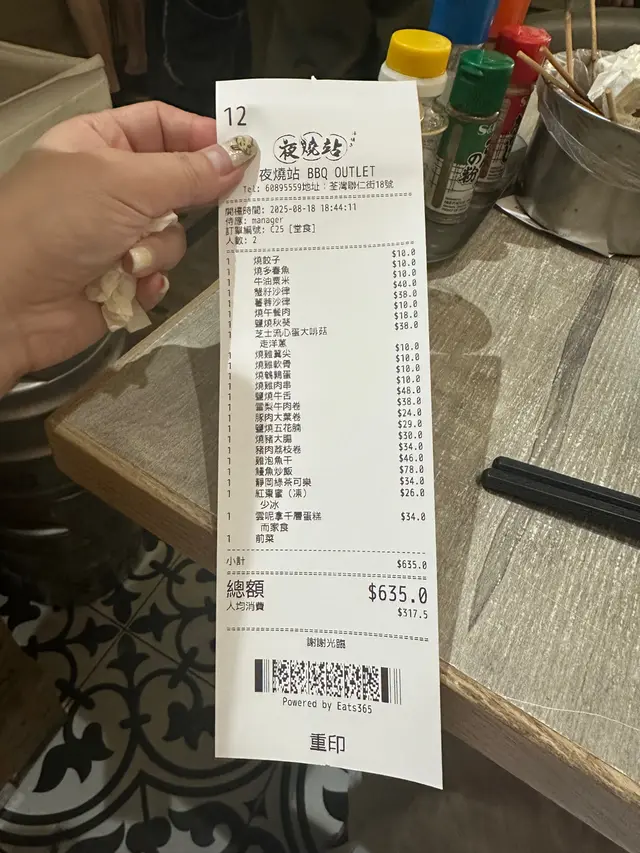 12
夜燒站
夜燒站 BBQ OUTLET
Tel: 60895559地址: 荃灣聯仁街18號
開檯時間: 2025-08-18 18:44:11
侍應: manager
訂單編號: C25 [堂食]
人數: 2
1 燒餃子 $10.0
1 燒多春魚 $10.0
1 牛油粟米 $10.0
1 蟹籽沙律 $40.0
1 蕃薯沙律 $38.0
1 燒午餐肉 $10.0
1 鹽燒秋葵 $18.0
1 芝士流心蛋大啡菇 $38.0
走洋蔥
1 燒雞翼尖 $10.0
1 燒雞軟骨 $10.0
1 燒鵪鶉蛋 $10.0
1 燒雞肉串 $10.0
1 鹽燒牛舌 $48.0
1 梨牛肉卷 $38.0
1 豚肉大葉卷 $24.0
1 鹽燒五花腩 $29.0
1 燒豬大腸 $30.0
1 豬肉荔枝卷 $34.0
1 雞泡魚干 $46.0
1 鰻魚炒飯 $78.0
1 靜岡綠茶可樂 $34.0
1 紅東蜜（凍） $26.0
少冰
1 雲呢拿千層蛋糕 $34.0
而家食
1 前菜
小計 $635.0
總額 $635.0
人均消費 $317.5
謝謝光臨
Powered by Eats365
重印